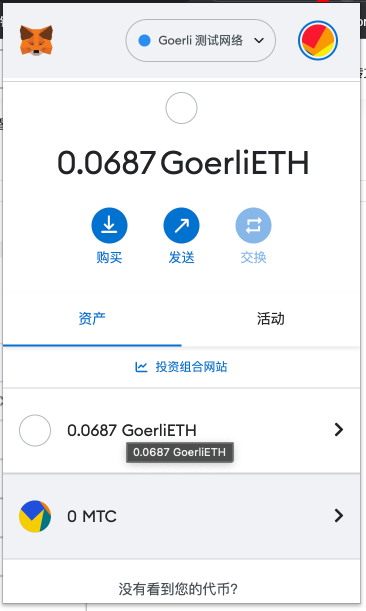 Goerli 测试网络
0.0687 GoerliETH
购买
发送
交换
资产
活动
投资组合网站
0.0687 GoerliETH
0.0687 GoerliETH
0 MTC
没有看到您的代币?